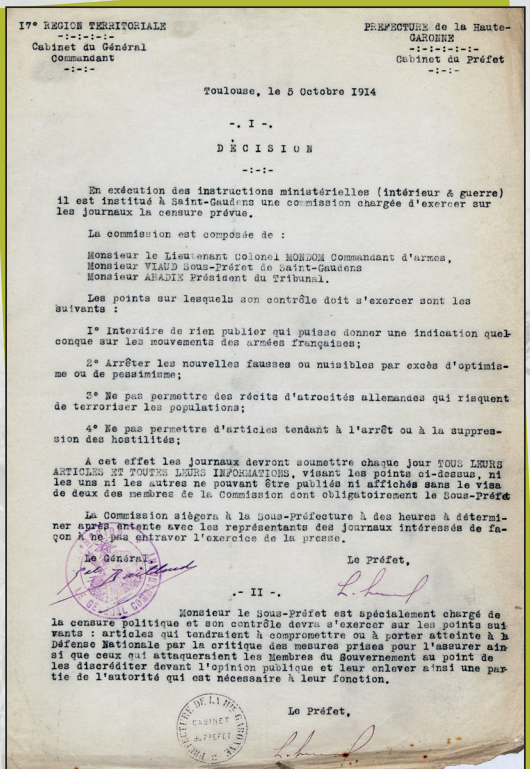 17° REGION TERRITORIALE
-:-:-:-:-
Cabinet du Général
Commandant
-:-:-
PREFECTURE de la Haute-
GARONNE
-:-:-:-:-:-
Cabinet du Préfet
-:-:-
Toulouse, le 5 Octobre 1914
-. I -.
DÉCISION
-:-:-
En exécution des instructions ministérielles (intérieur & guerre)
il est institué à Saint-Gaudens une commission chargée d'exercer sur
les journaux la censure prévue.
La commission est composée de :
Monsieur le Lieutenant Colonel MONDOM Commandant d'armes,
Monsieur VIAUD Sous-Préfet de Saint-Gaudens
Monsieur ABADIE Président du Tribunal.
Les points sur lesquels son contrôle doit s'exercer sont les
suivants :
I° Interdire de rien publier qui puisse donner une indication quel-
conque sur les mouvements des armées françaises;
2° Arrêter les nouvelles fausses ou nuisibles par excès d'optimis-
me ou de pessimisme;
3° Ne pas permettre des récits d'atrocités allemandes qui risquent
de terroriser les populations;
4° Ne pas permettre d'articles tendant à l'arrêt ou à la suppres-
sion des hostilités;
A cet effet les journaux devront soumettre chaque jour TOUS LEURS
ARTICLES ET TOUTES LEURS INFORMATIONS, visant les points ci-dessus, ni
les uns ni les autres ne pouvant être publiés ni affichés sans le visa
de deux des membres de la Commission dont obligatoirement le Sous-Préfet
La Commission siègera à la Sous-Préfecture à des heures à détermi-
ner après entente avec les représentants des journaux intéressés de fa-
çon à ne pas entraver l'exercice de la presse.
Le Général,
Le Préfet,
LE GÉNÉRAL COMMANDANT
.- II -.
Monsieur le Sous-Préfet est spécialement chargé de
la censure politique et son contrôle devra s'exercer sur les points sui
vants : articles qui tendraient à compromettre ou à porter atteinte à la
Défense Nationale par la critique des mesures prises pour l'assurer ain
si que ceux qui attaqueraient les Membres du Gouvernement au point de
les discréditer devant l'opinion publique et leur enlever ainsi une par-
tie de l'autorité qui est nécessaire à leur fonction.
Le Préfet,
PRÉFECTURE DE LA HTE GARONNE
CABINET
du PREFET